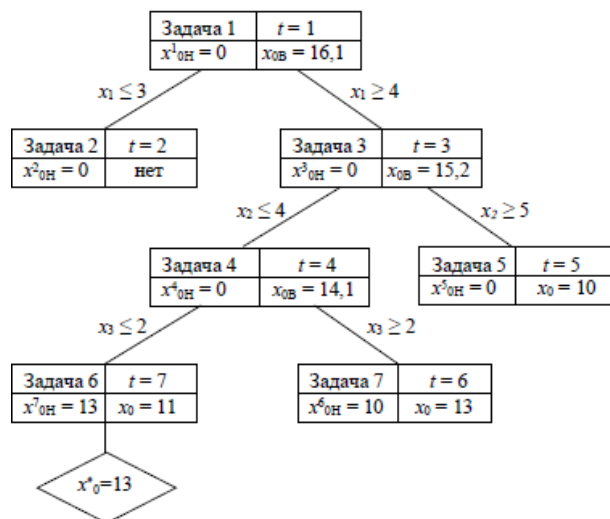 Задача 1 t = 1
x¹₀Н = 0 x₀В = 16,1
x₁ ≤ 3 x₁ ≥ 4
Задача 2 t = 2 Задача 3 t = 3
x²₀Н = 0 нет x³₀Н = 0 x₀В = 15,2
x₂ ≤ 4 x₂ ≥ 5
Задача 4 t = 4 Задача 5 t = 5
x⁴₀Н = 0 x₀В = 14,1 x⁵₀Н = 0 x₀ = 10
x₃ ≤ 2 x₃ ≥ 2
Задача 6 t = 7 Задача 7 t = 6
x⁷₀Н = 13 x₀ = 11 x⁶₀Н = 10 x₀ = 13
x*₀=13